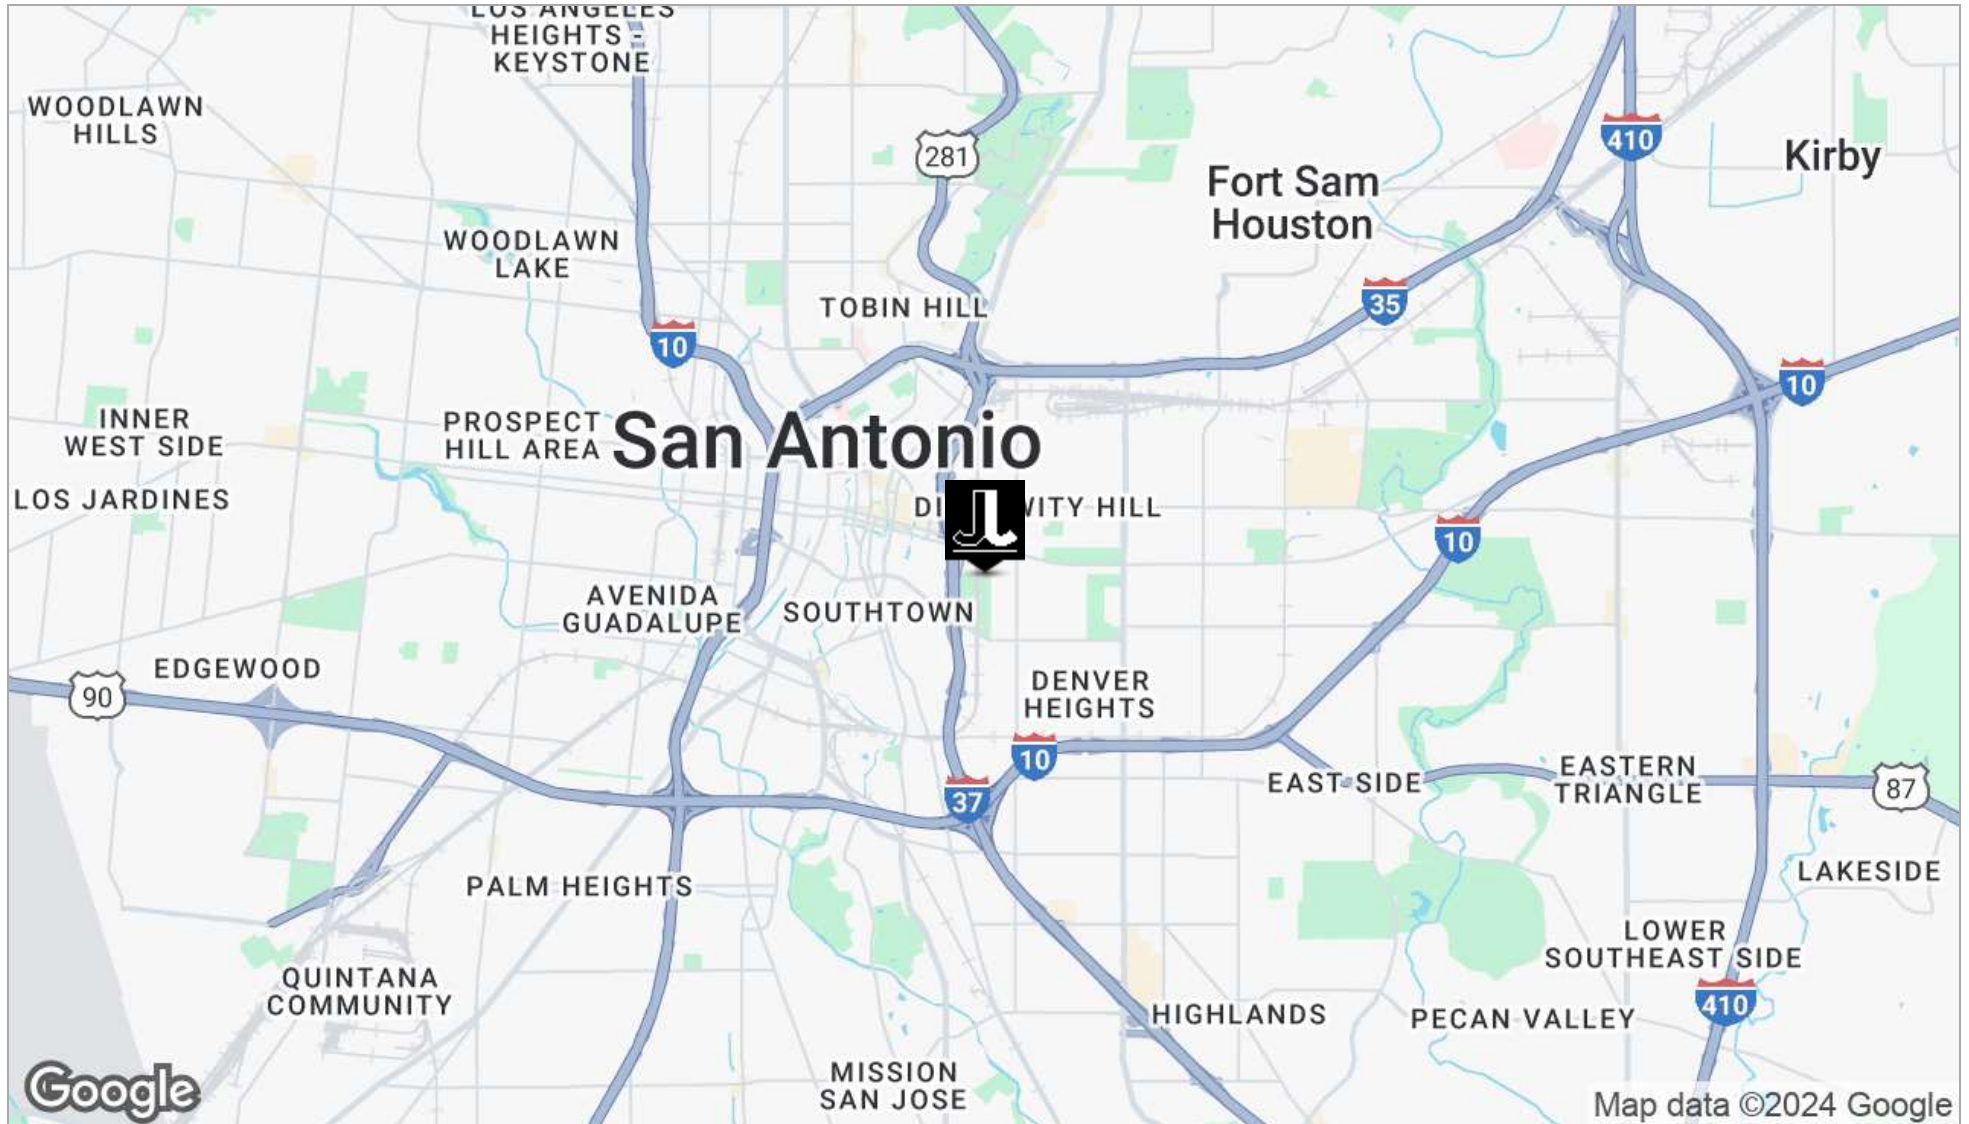 LOS ANGELES
HEIGHTS -
KEYSTONE
WOODLAWN
HILLS
281
410
Kirby
Fort Sam
Houston
WOODLAWN
LAKE
TOBIN HILL
35
10
10
INNER
WEST SIDE
PROSPECT
HILL AREA
San Antonio
LOS JARDINES
HILL
10
AVENIDA
GUADALUPE
SOUTHTOWN
EDGEWOOD
90
DENVER
HEIGHTS
10
37
EAST SIDE
EASTERN
TRIANGLE
87
LAKESIDE
PALM HEIGHTS
LOWER
SOUTHEAST SIDE
QUINTANA
COMMUNITY
410
HIGHLANDS
PECAN VALLEY
MISSION
SAN JOSE
Google
Map data ©2024 Google